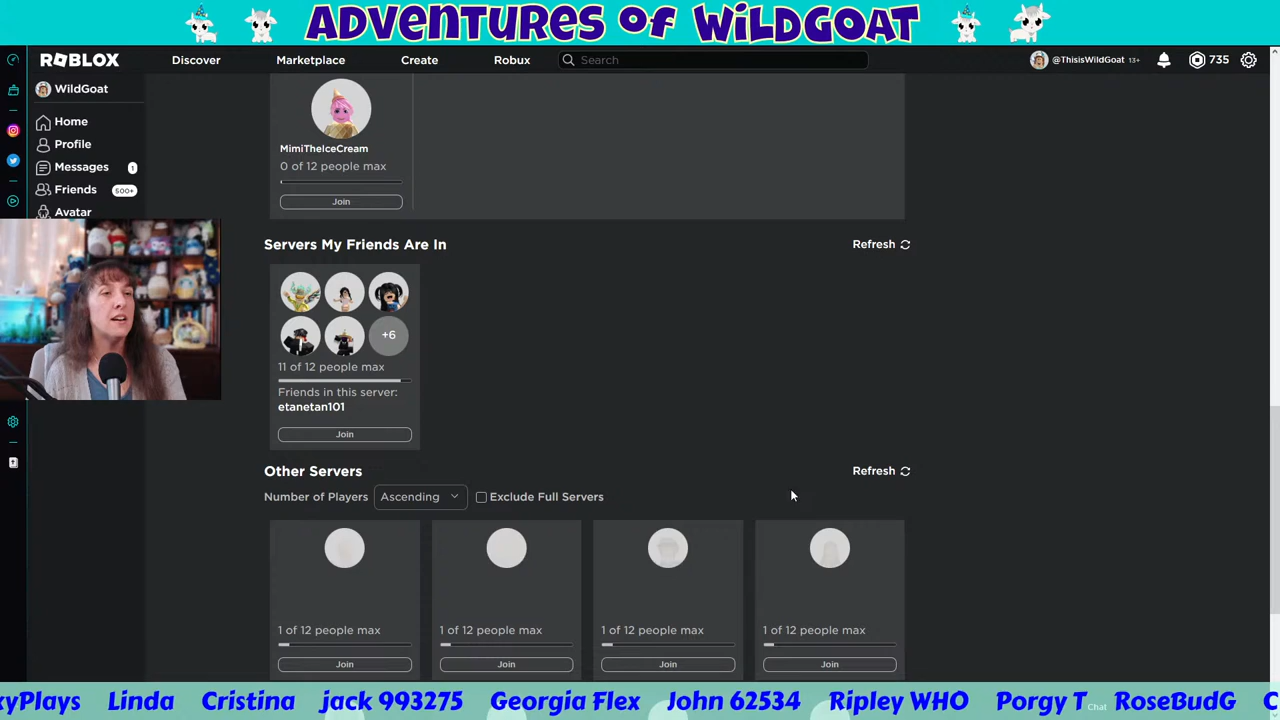 ADVENTURES OF WILDGOAT
ROBLOX
Discover
Marketplace
Create
Robux
Search
@ThisisWildGoat 13+
735
WildGoat
Home
Profile
Messages
1
Friends
500+
Avatar
MimiTheIceCream
0 of 12 people max
Join
Servers My Friends Are In
Refresh
+6
11 of 12 people max
Friends in this server:
etanetan101
Join
Other Servers
Refresh
Number of Players
Ascending
Exclude Full Servers
1 of 12 people max
1 of 12 people max
1 of 12 people max
1 of 12 people max
Join
Join
Join
Join
xyPlays Linda Cristina jack 993275 Georgia Flex John 62534 Ripley WHO Porgy T RoseBudG C
Chat